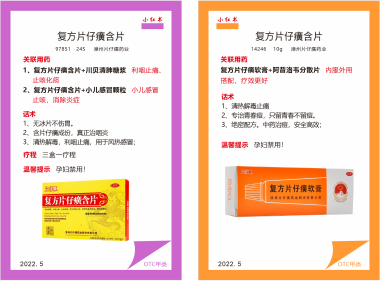 小红书
复方片仔癀含片
97851 24S 漳州片仔癀药业
关联用药
1、复方片仔癀含片+川贝清肺糖浆 利咽止痛、
止咳化痰
2、复方片仔癀含片+小儿感冒颗粒 小儿感冒
止咳、消除炎症
话术
1、无冰片不伤胃。
2、含片仔癀成份，真正治咽炎
3、清热解毒，利咽止痛，用于风热感冒；
疗程 三盒一疗程
温馨提示 孕妇禁用！
复方片仔癀含片
2022. 5
OTC甲类
小红书
复方片仔癀含片
14246 10g 漳州片仔癀药业
关联用药
复方片仔癀软膏+阿昔洛韦分散片 内服外用
搭配，疗效更好
话术
1、清热解毒止痛
2、专治青春痘，只留青春不留痘。
3、绝密配方。中药治痘，安全高效；
温馨提示 孕妇禁用！
复方片仔癀软膏
2022. 5
OTC甲类